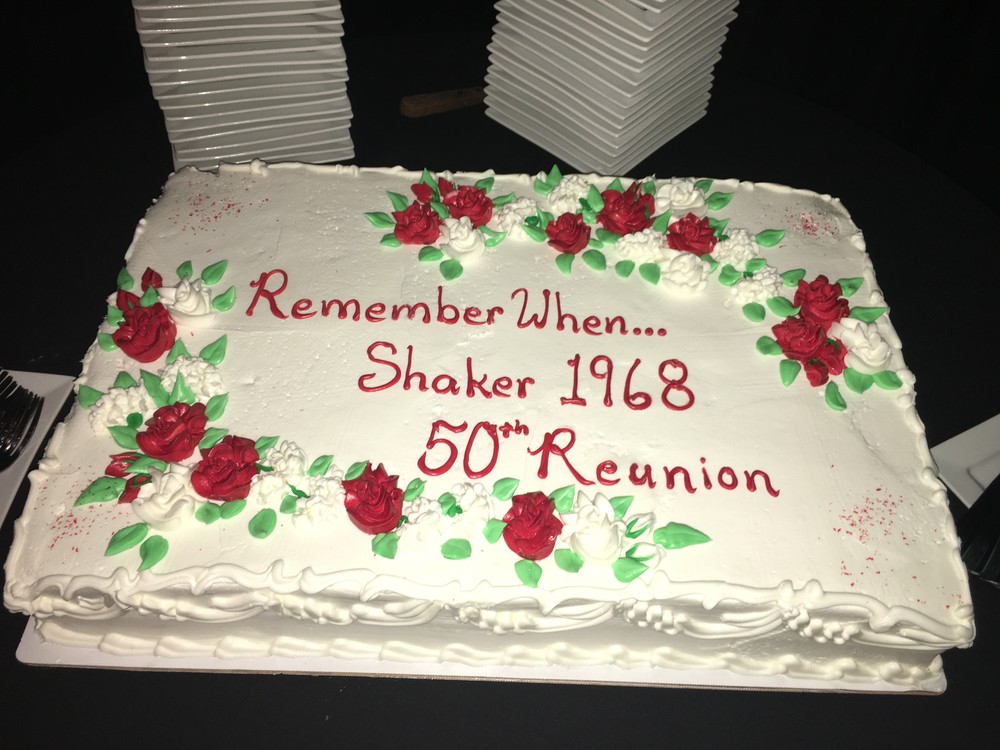 Remember When...
Shaker 1968
50th Reunion